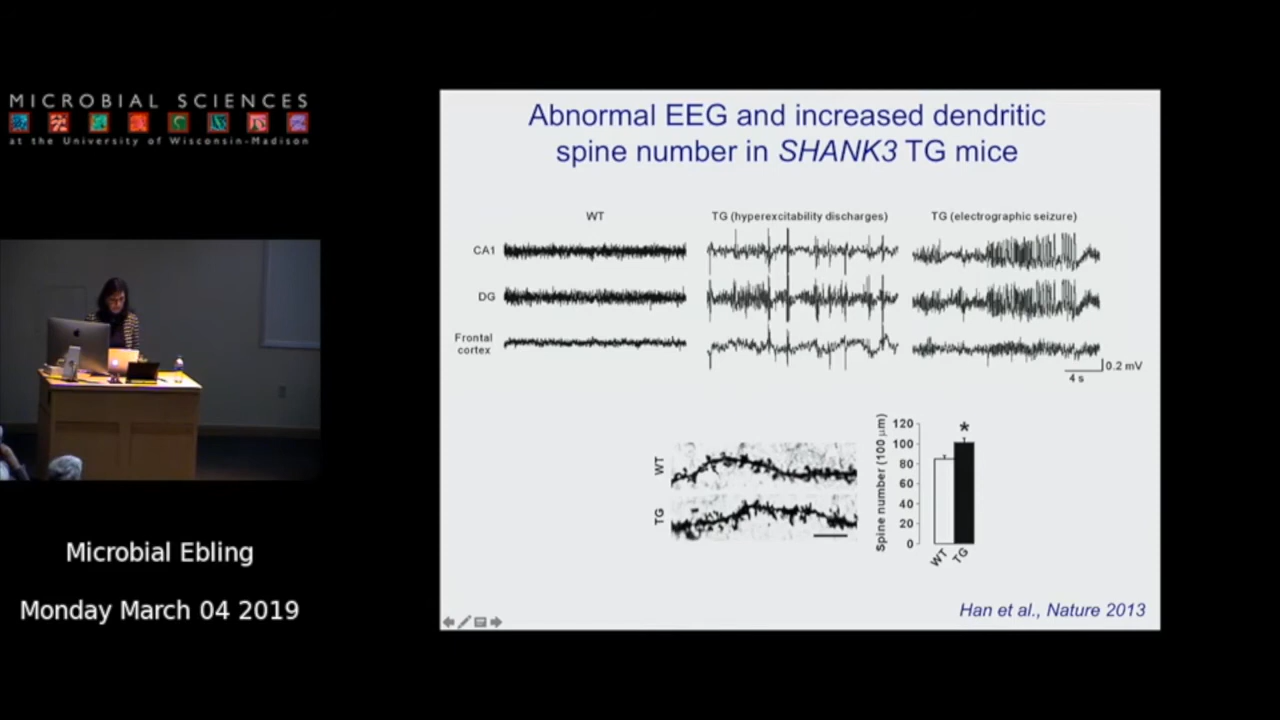 MICROBIAL SCIENCES
at the University of Wisconsin-Madison
Microbial Ebling
Monday March 04 2019
Abnormal EEG and increased dendritic
spine number in SHANK3 TG mice
WT
TG (hyperexcitability discharges)
TG (electrographic seizure)
CA1
DG
Frontal
cortex
0.2 mV
4 s
WT
TG
Spine number (100 μm)
120
100
80
60
40
20
0
*
WT
TG
Han et al., Nature 2013